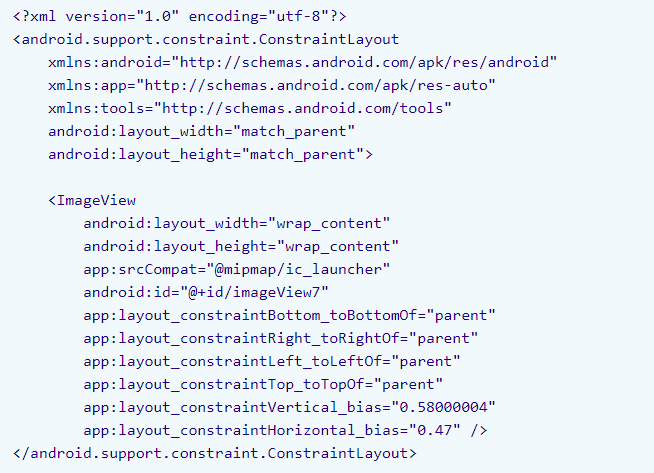 <?xml version="1.0" encoding="utf-8"?>
<android.support.constraint.ConstraintLayout
    xmlns:android="http://schemas.android.com/apk/res/android"
    xmlns:app="http://schemas.android.com/apk/res-auto"
    xmlns:tools="http://schemas.android.com/tools"
    android:layout_width="match_parent"
    android:layout_height="match_parent">

    <ImageView
        android:layout_width="wrap_content"
        android:layout_height="wrap_content"
        app:srcCompat="@mipmap/ic_launcher"
        android:id="@+id/imageView7"
        app:layout_constraintBottom_toBottomOf="parent"
        app:layout_constraintRight_toRightOf="parent"
        app:layout_constraintLeft_toLeftOf="parent"
        app:layout_constraintTop_toTopOf="parent"
        app:layout_constraintVertical_bias="0.58000004"
        app:layout_constraintHorizontal_bias="0.47" />
</android.support.constraint.ConstraintLayout>